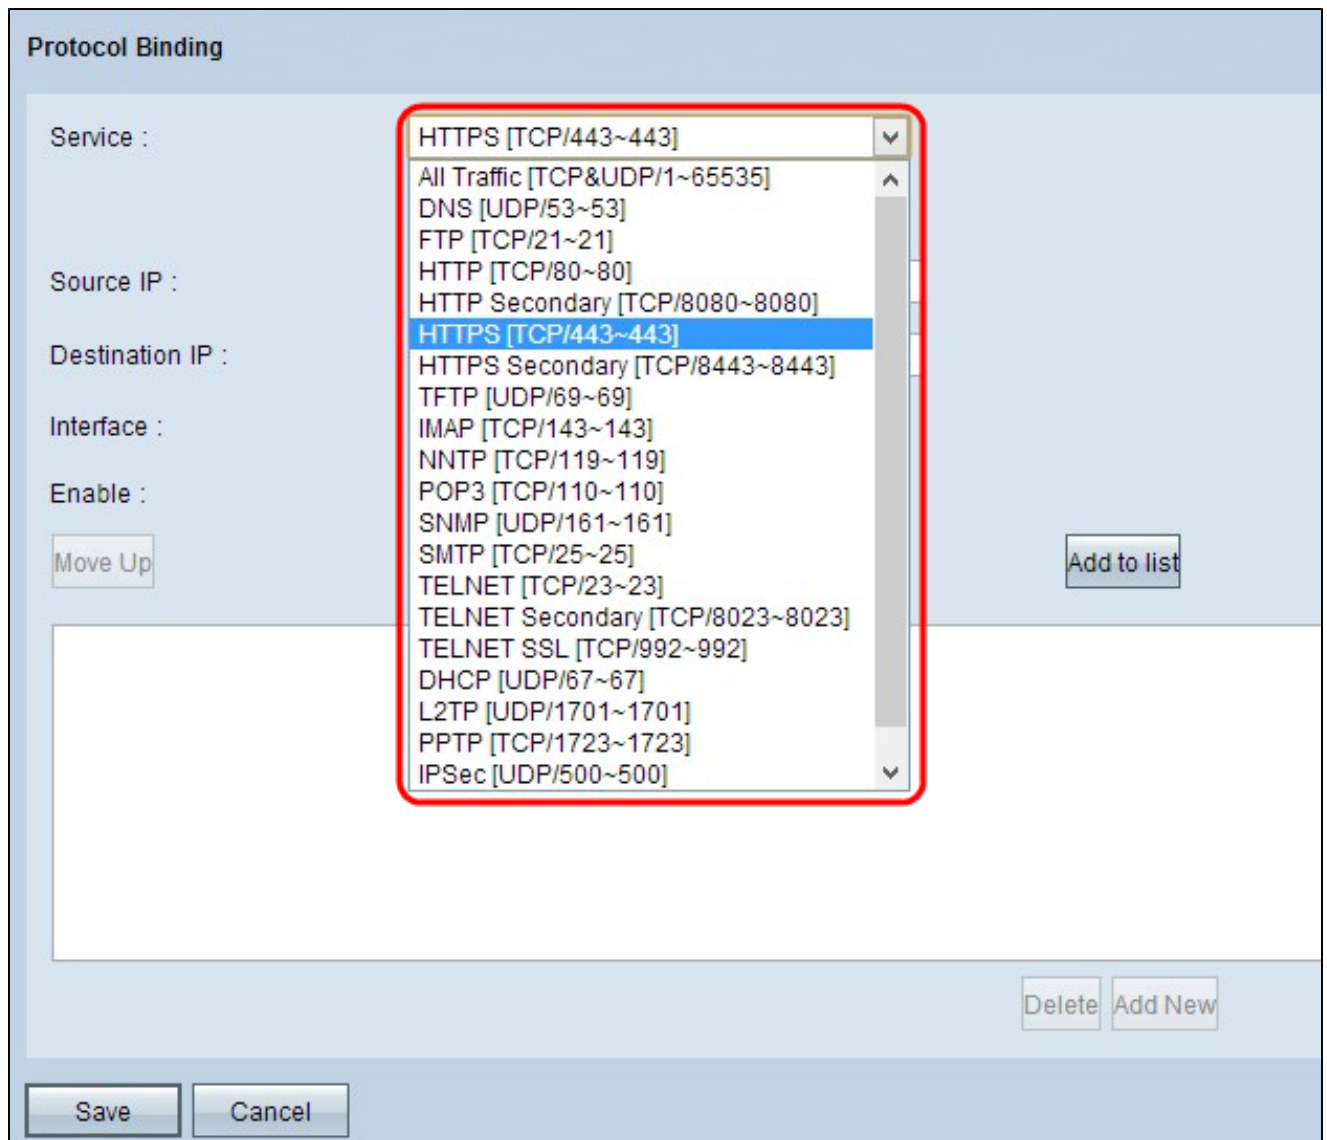 Protocol Binding
Service :
HTTPS [TCP/443~443]
All Traffic [TCP&UDP/1~65535]
DNS [UDP/53~53]
FTP [TCP/21~21]
HTTP [TCP/80~80]
HTTP Secondary [TCP/8080~8080]
HTTPS [TCP/443~443]
HTTPS Secondary [TCP/8443~8443]
TFTP [UDP/69~69]
IMAP [TCP/143~143]
NNTP [TCP/119~119]
POP3 [TCP/110~110]
SNMP [UDP/161~161]
SMTP [TCP/25~25]
TELNET [TCP/23~23]
TELNET Secondary [TCP/8023~8023]
TELNET SSL [TCP/992~992]
DHCP [UDP/67~67]
L2TP [UDP/1701~1701]
PPTP [TCP/1723~1723]
IPSec [UDP/500~500]
Source IP :
Destination IP :
Interface :
Enable :
Move Up
Add to list
Delete
Add New
Save
Cancel